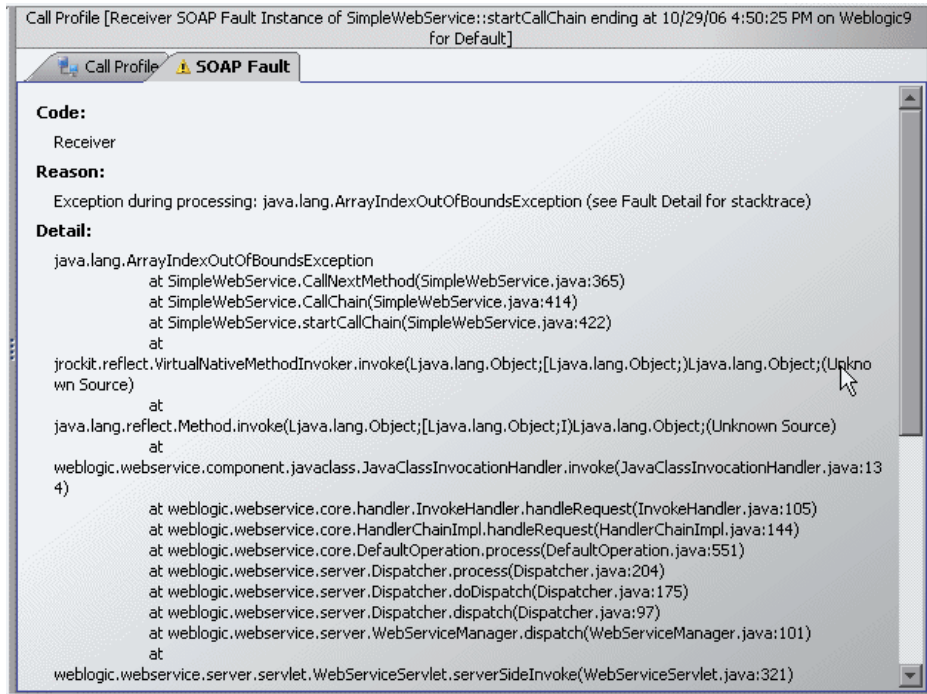 Call Profile [Receiver SOAP Fault Instance of SimpleWebService::startCallChain ending at 10/29/06 4:50:25 PM on Weblogic9
for Default]
Call Profile
SOAP Fault
Code:
Receiver
Reason:
Exception during processing: java.lang.ArrayIndexOutOfBoundsException (see Fault Detail for stacktrace)
Detail:
java.lang.ArrayIndexOutOfBoundsException
at SimpleWebService.CallNextMethod(SimpleWebService.java:365)
at SimpleWebService.CallChain(SimpleWebService.java:414)
at SimpleWebService.startCallChain(SimpleWebService.java:422)
at
jrockit.reflect.VirtualNativeMethodInvoker.invoke(Ljava.lang.Object;[Ljava.lang.Object;)Ljava.lang.Object;(Unkno
wn Source)
at
java.lang.reflect.Method.invoke(Ljava.lang.Object;[Ljava.lang.Object;I)Ljava.lang.Object;(Unknown Source)
at
weblogic.webservice.component.javaclass.JavaClassInvocationHandler.invoke(JavaClassInvocationHandler.java:13
4)
at weblogic.webservice.core.handler.InvokeHandler.handleRequest(InvokeHandler.java:105)
at weblogic.webservice.core.HandlerChainImpl.handleRequest(HandlerChainImpl.java:144)
at weblogic.webservice.core.DefaultOperation.process(DefaultOperation.java:551)
at weblogic.webservice.server.Dispatcher.process(Dispatcher.java:204)
at weblogic.webservice.server.Dispatcher.doDispatch(Dispatcher.java:175)
at weblogic.webservice.server.Dispatcher.dispatch(Dispatcher.java:97)
at weblogic.webservice.server.WebServiceManager.dispatch(WebServiceManager.java:101)
at
weblogic.webservice.server.servlet.WebServiceServlet.serverSideInvoke(WebServiceServlet.java:321)